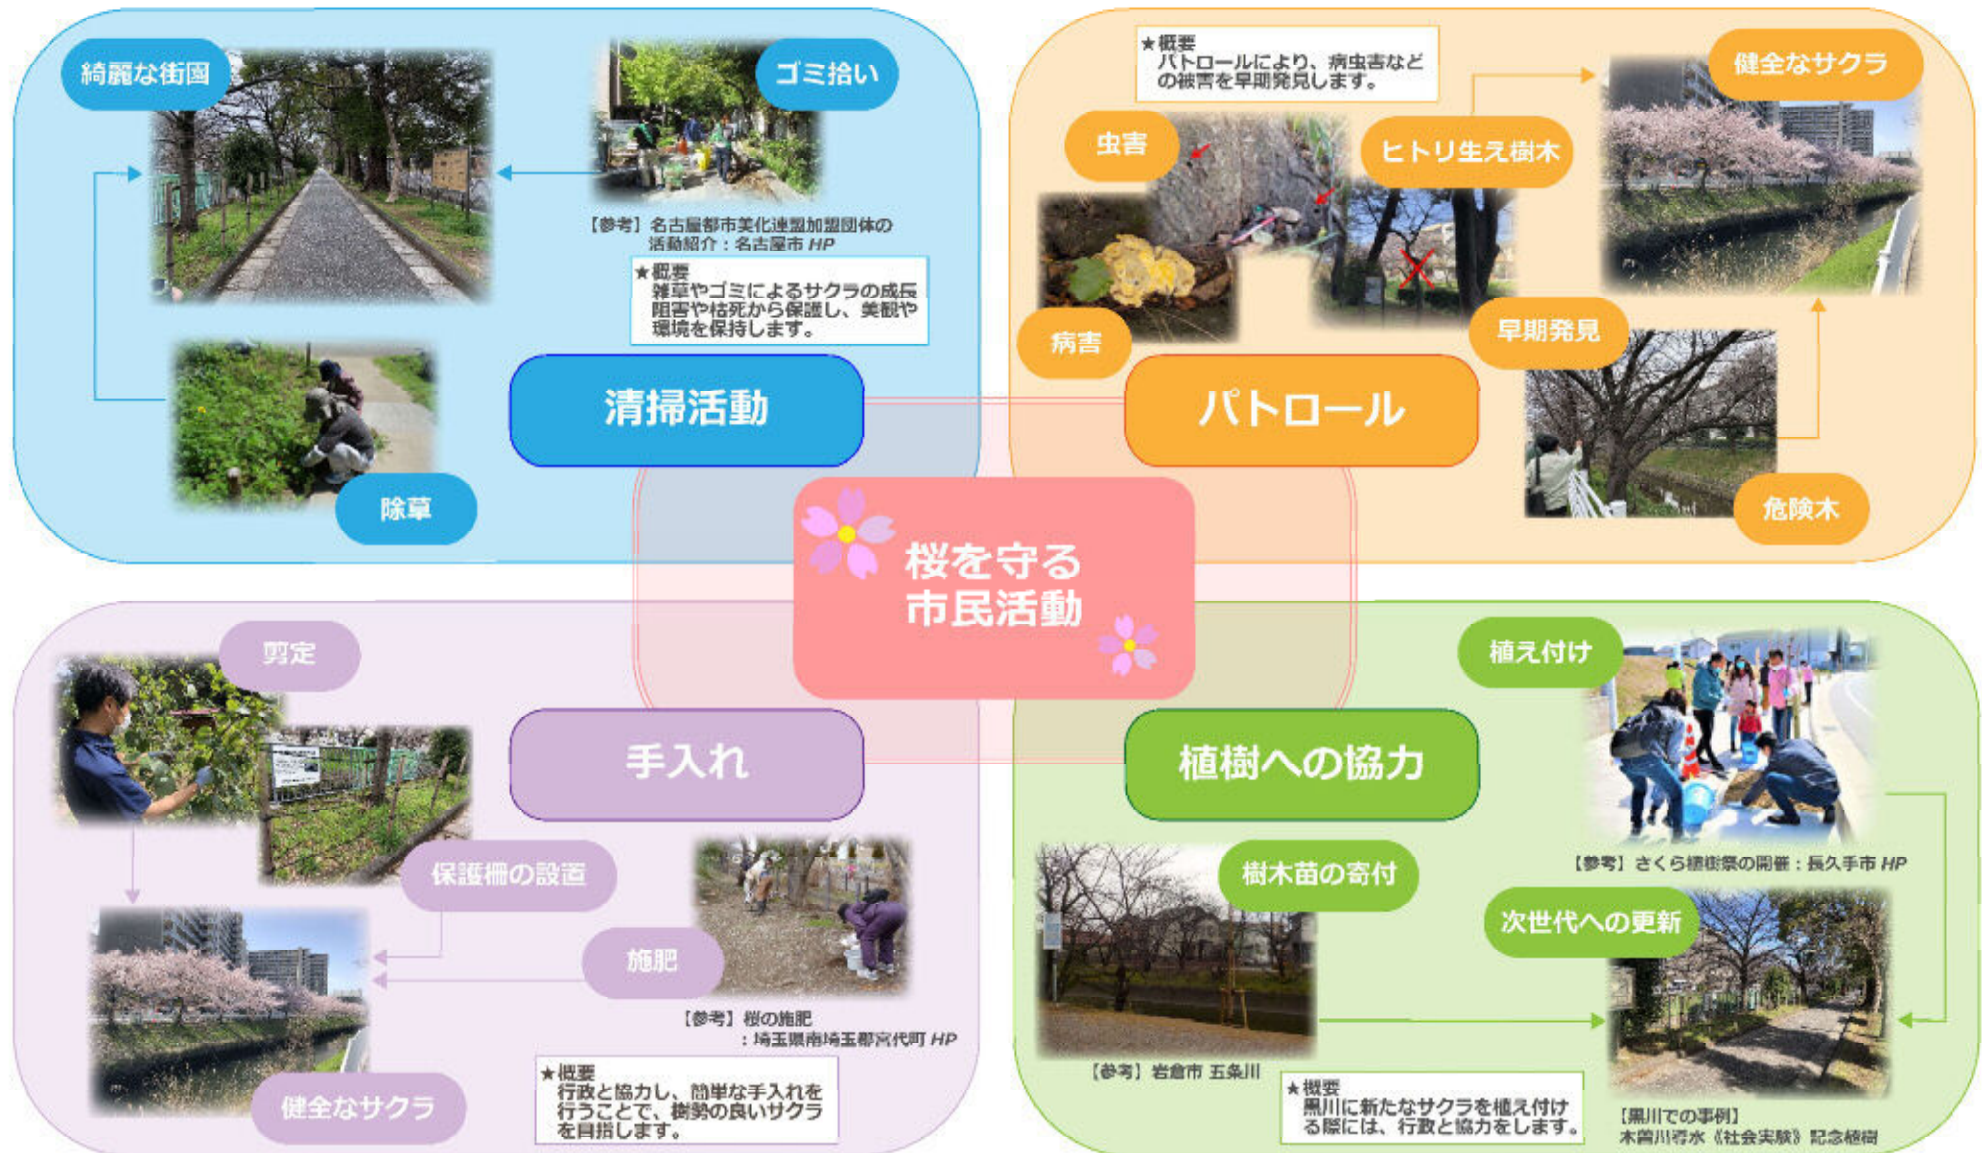 綺麗な街園
ゴミ拾い
【参考】名古屋都市美化連盟加盟団体の
活動紹介：名古屋市 HP
★概要
雑草やゴミによるサクラの成長
阻害や枯死から保護し、美観や
環境を保持します。
除草
清掃活動
★概要
パトロールにより、病虫害など
の被害を早期発見します。
健全なサクラ
虫害
ヒトリ生え樹木
病害
早期発見
危険木
パトロール
桜を守る
市民活動
剪定
手入れ
保護柵の設置
施肥
【参考】桜の施肥
：埼玉県南埼玉郡宮代町 HP
健全なサクラ
★概要
行政と協力し、簡単な手入れを
行うことで、樹勢の良いサクラ
を目指します。
植え付け
植樹への協力
【参考】さくら植樹祭の開催：長久手市 HP
樹木苗の寄付
次世代への更新
【参考】岩倉市 五条川
★概要
黒川に新たなサクラを植え付け
る際には、行政と協力をします。
【黒川での事例】
木曽川導水《社会実験》記念植樹